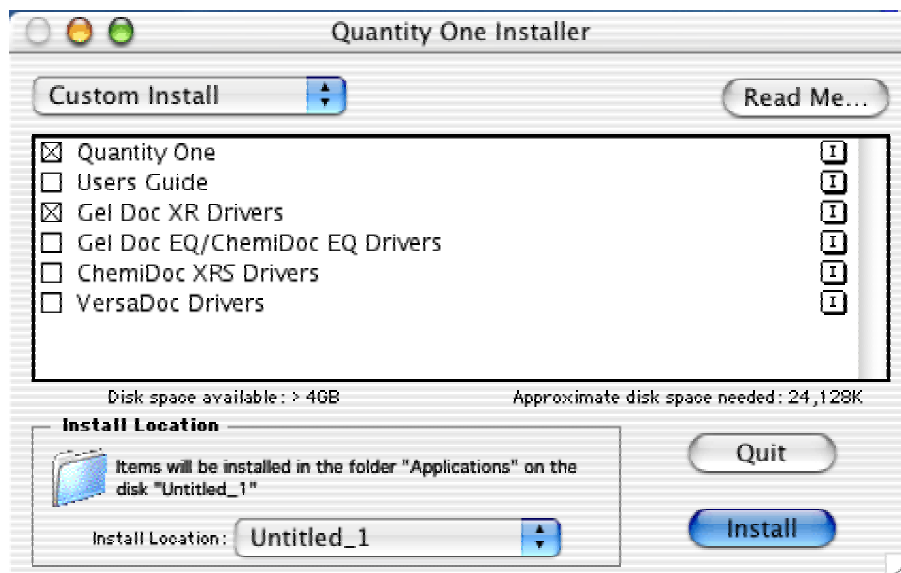 Quantity One Installer
Custom Install
Read Me...
Quantity One
I
Users Guide
I
Gel Doc XR Drivers
I
Gel Doc EQ/ChemiDoc EQ Drivers
I
ChemiDoc XRS Drivers
I
VersaDoc Drivers
I
Disk space available: > 4GB
Approximate disk space needed: 24,128K
Install Location
Items will be installed in the folder "Applications" on the
disk "Untitled_1"
Install Location:
Untitled_1
Quit
Install